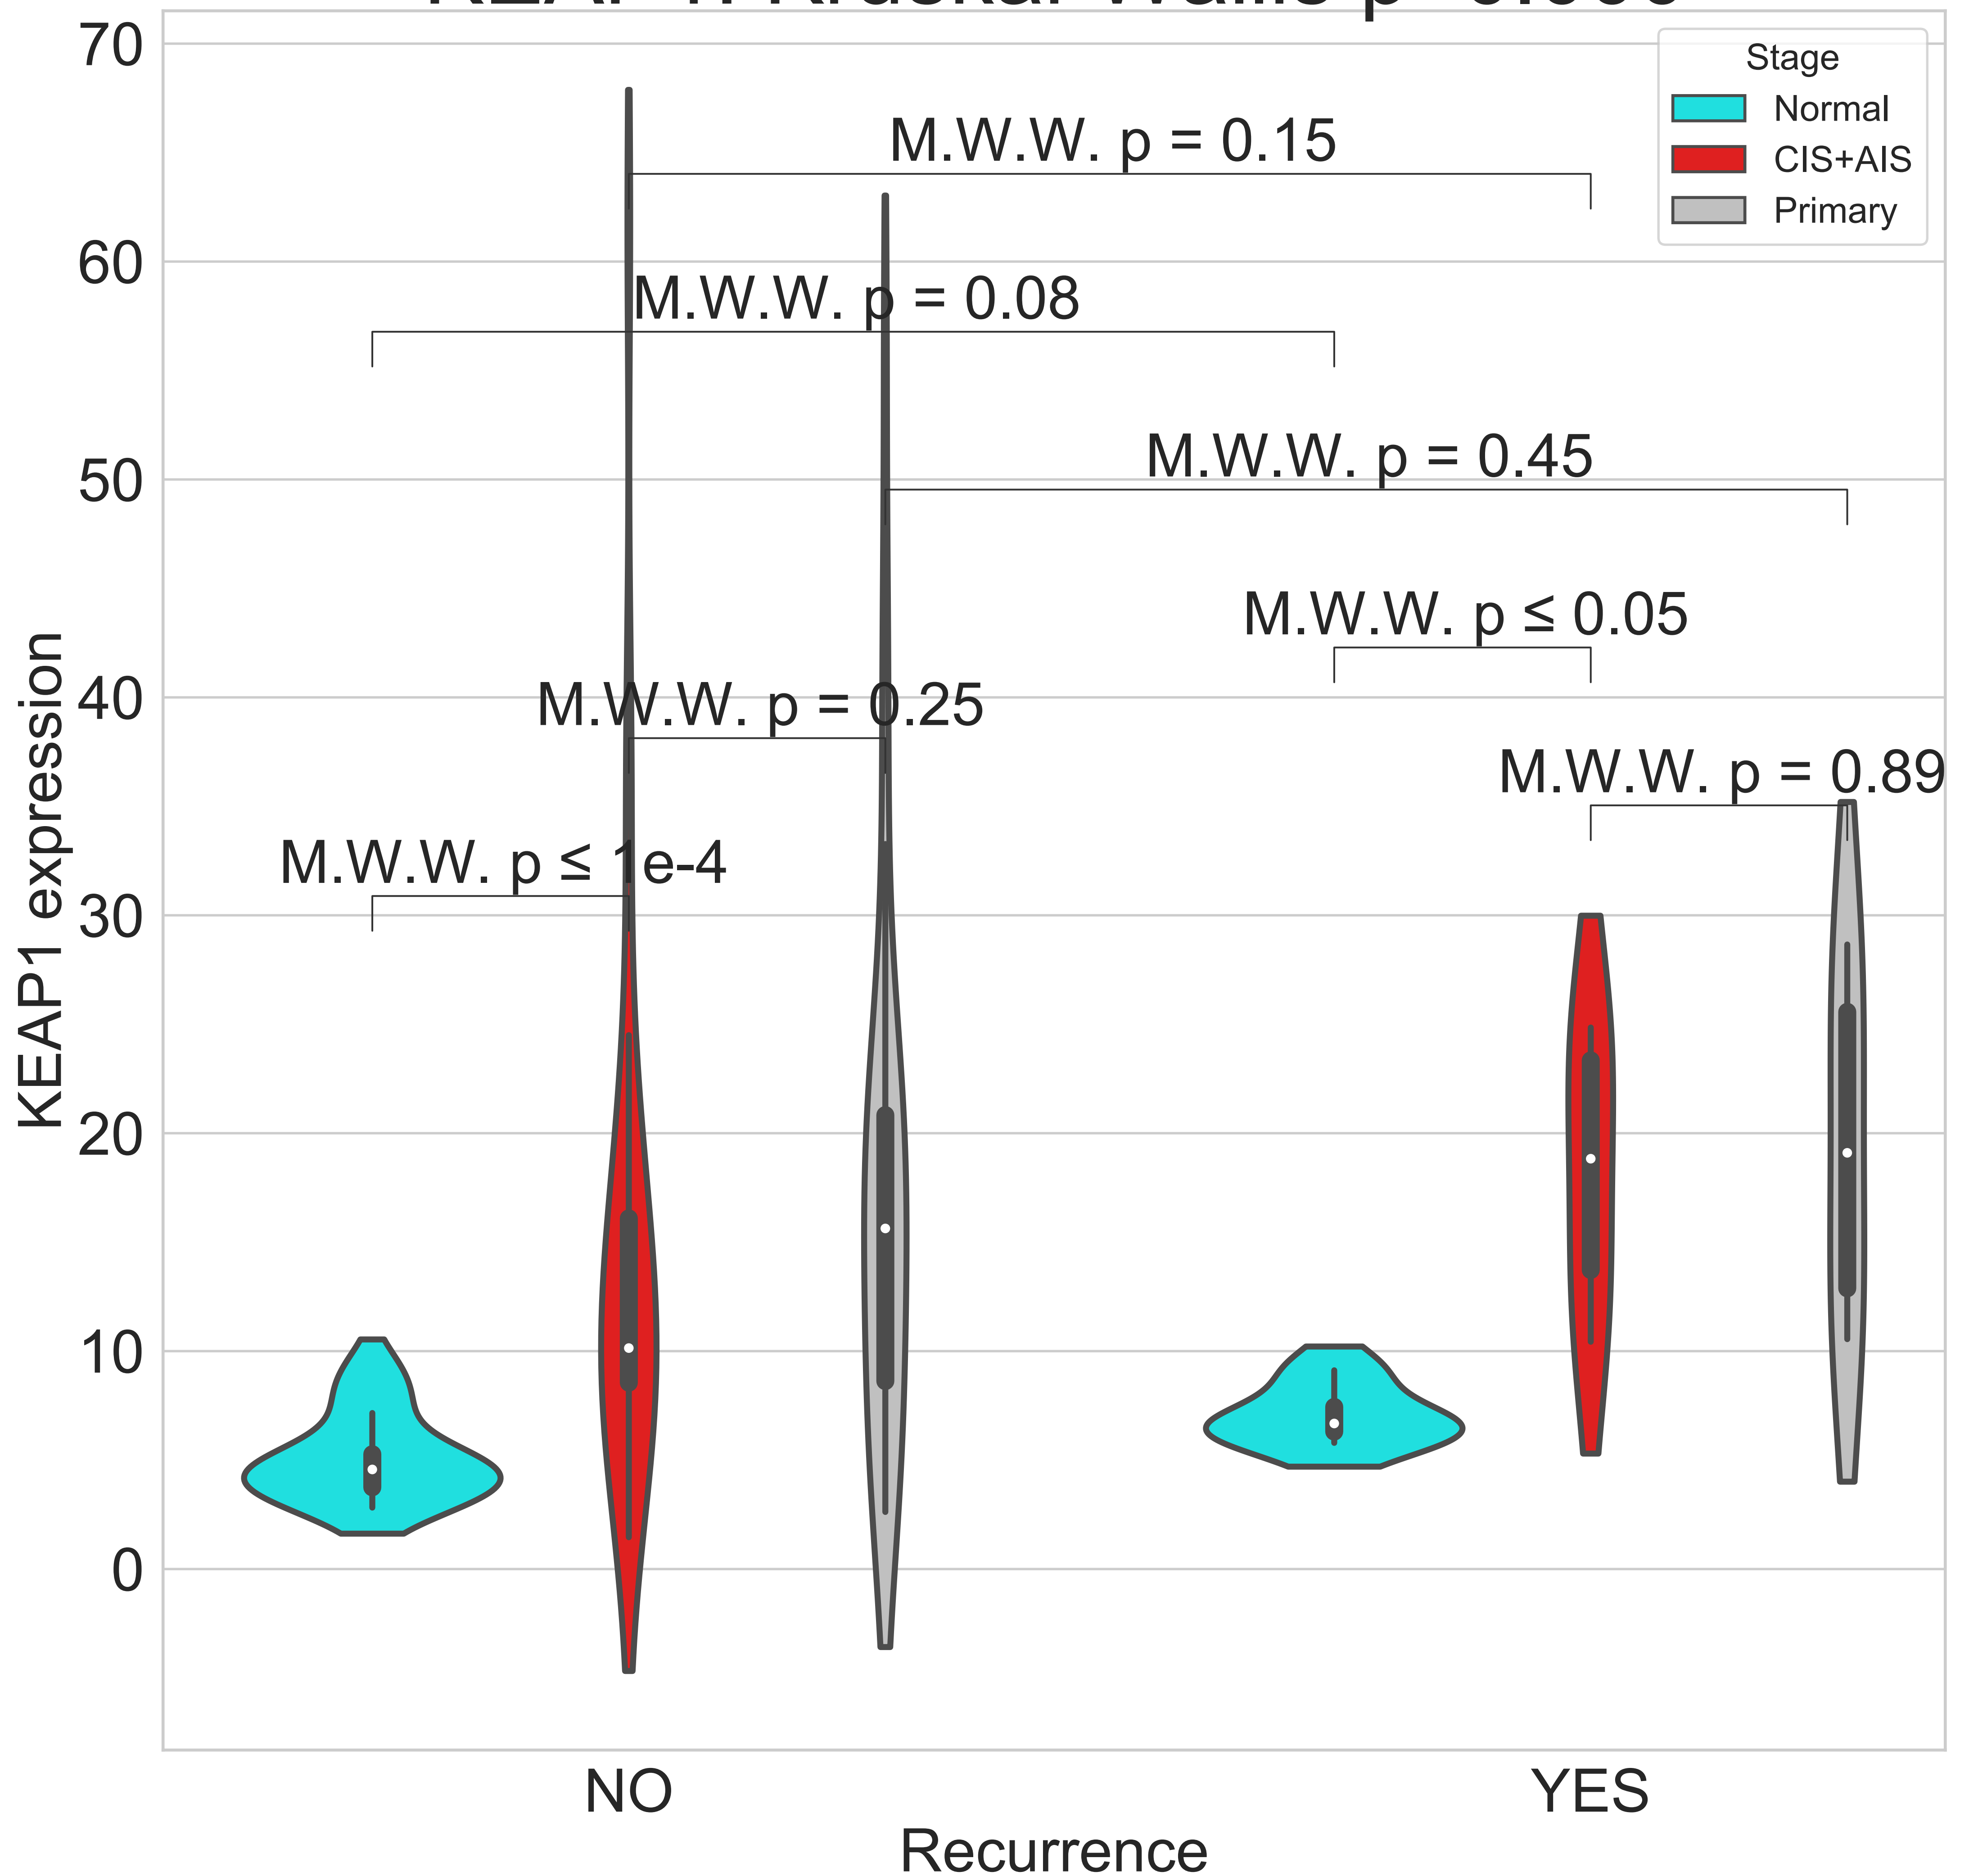 70
60
50
40
30
20
10
0
KEAP1 expression
Stage
Normal
CIS+AIS
Primary
M.W.W. p = 0.15
M.W.W. p = 0.08
M.W.W. p = 0.45
M.W.W. p ≤ 0.05
M.W.W. p = 0.25
M.W.W. p = 0.89
M.W.W. p ≤ 1e-4
NO
YES
Recurrence